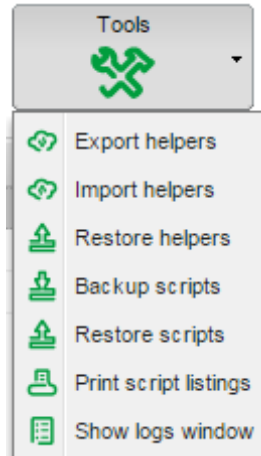 Tools
Export helpers
Import helpers
Restore helpers
Backup scripts
Restore scripts
Print script listings
Show logs window